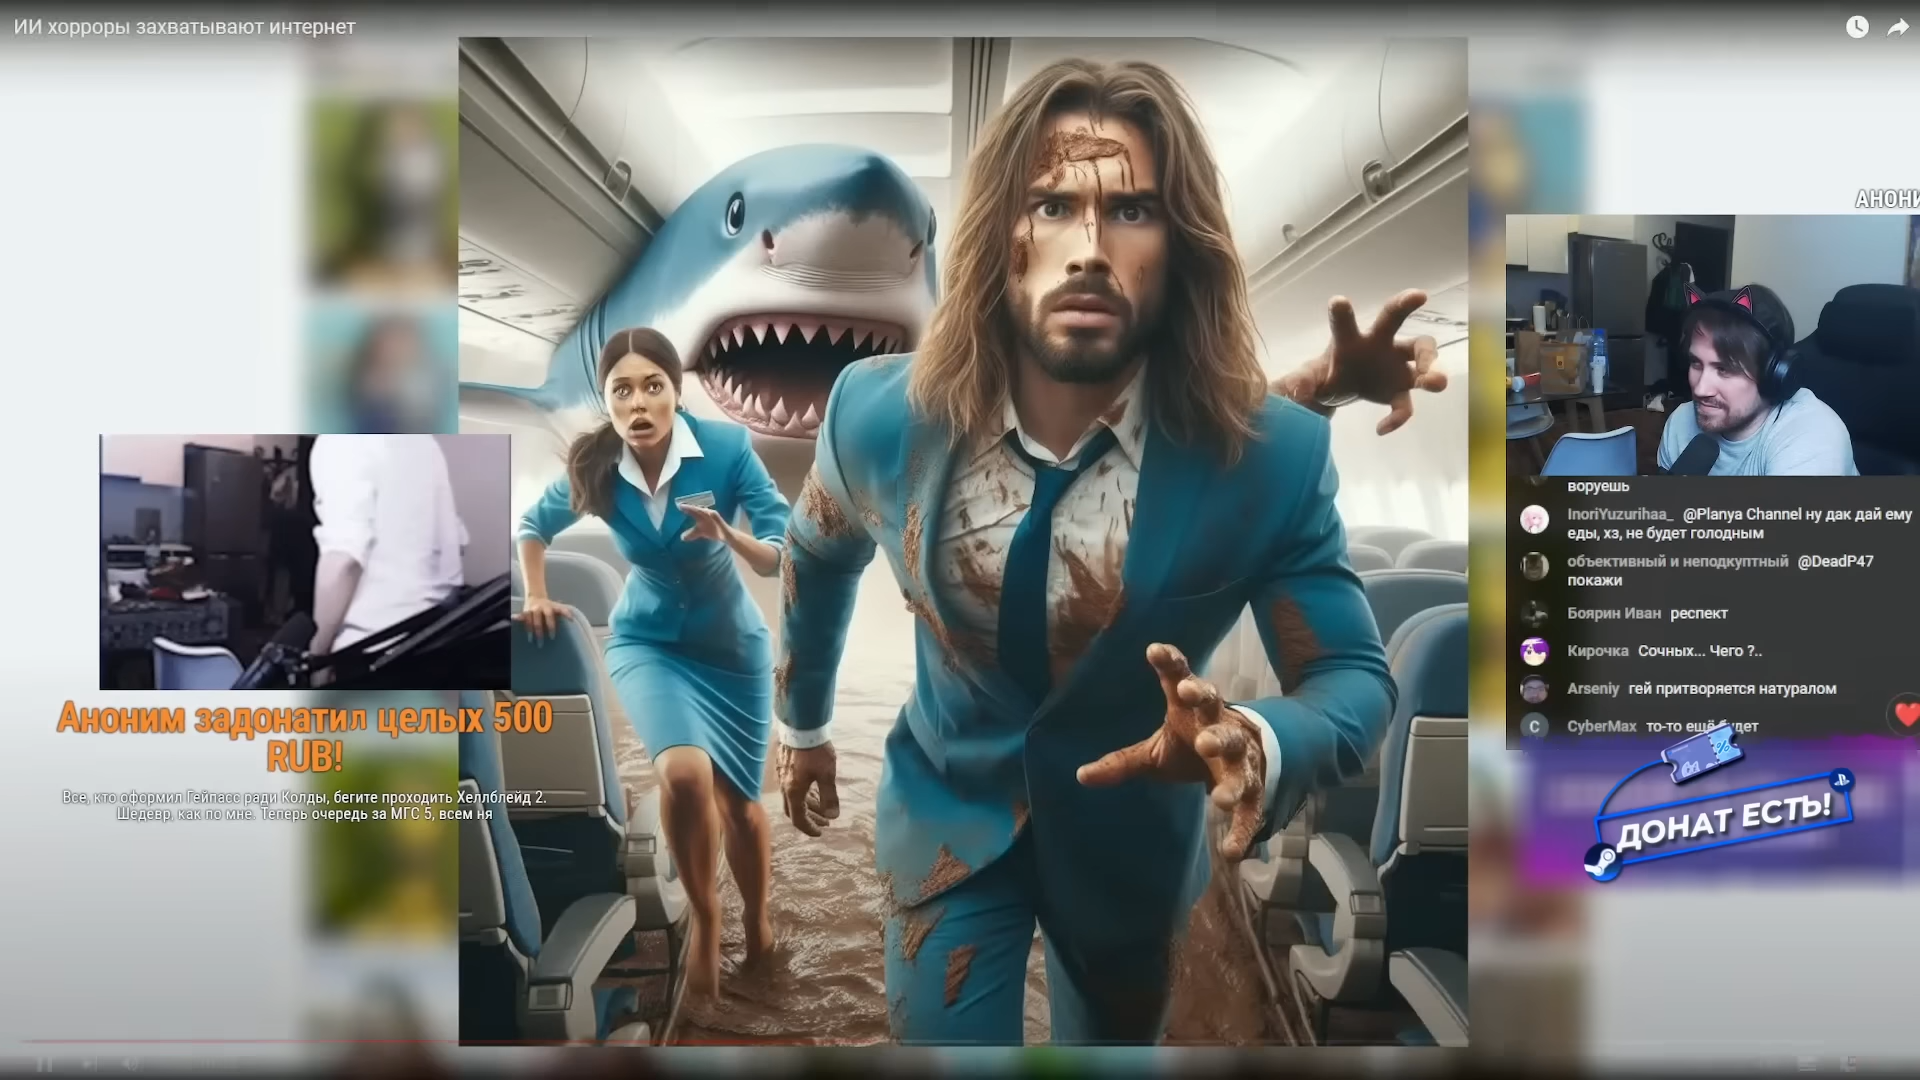 ИИ хорроры захватывают интернет
АНОНИ
воруешь
InoriYuzurihaa_ @Planya Channel ну дак дай ему
еды, хз, не будет голодным
объективный и неподкупный @DeadP47
покажи
Боярин Иван респект
Кирочка Сочных... Чего ?..
Arseniy гей притворяется натуралом
C CyberMax то-то ещё будет
ДОНАТ ЕСТЬ!
Аноним задонатил целых 500
RUB!
Все, кто оформил Гейпасс ради Колды, бегите проходить Хеллблейд 2.
Шедевр, как по мне. Теперь очередь за МГС 5, всем ня